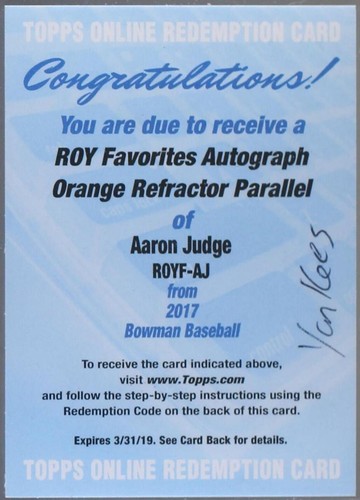 TOPPS ONLINE REDEMPTION CARD
Congratulations!
You are due to receive a
ROY Favorites Autograph
Orange Refractor Parallel
of
Aaron Judge
ROYF-AJ
from
2017
Bowman Baseball
Yankees
To receive the card indicated above,
visit www.Topps.com
and follow the step-by-step instructions using the
Redemption Code on the back of this card.
Expires 3/31/19. See Card Back for details.
TOPPS ONLINE REDEMPTION CARD